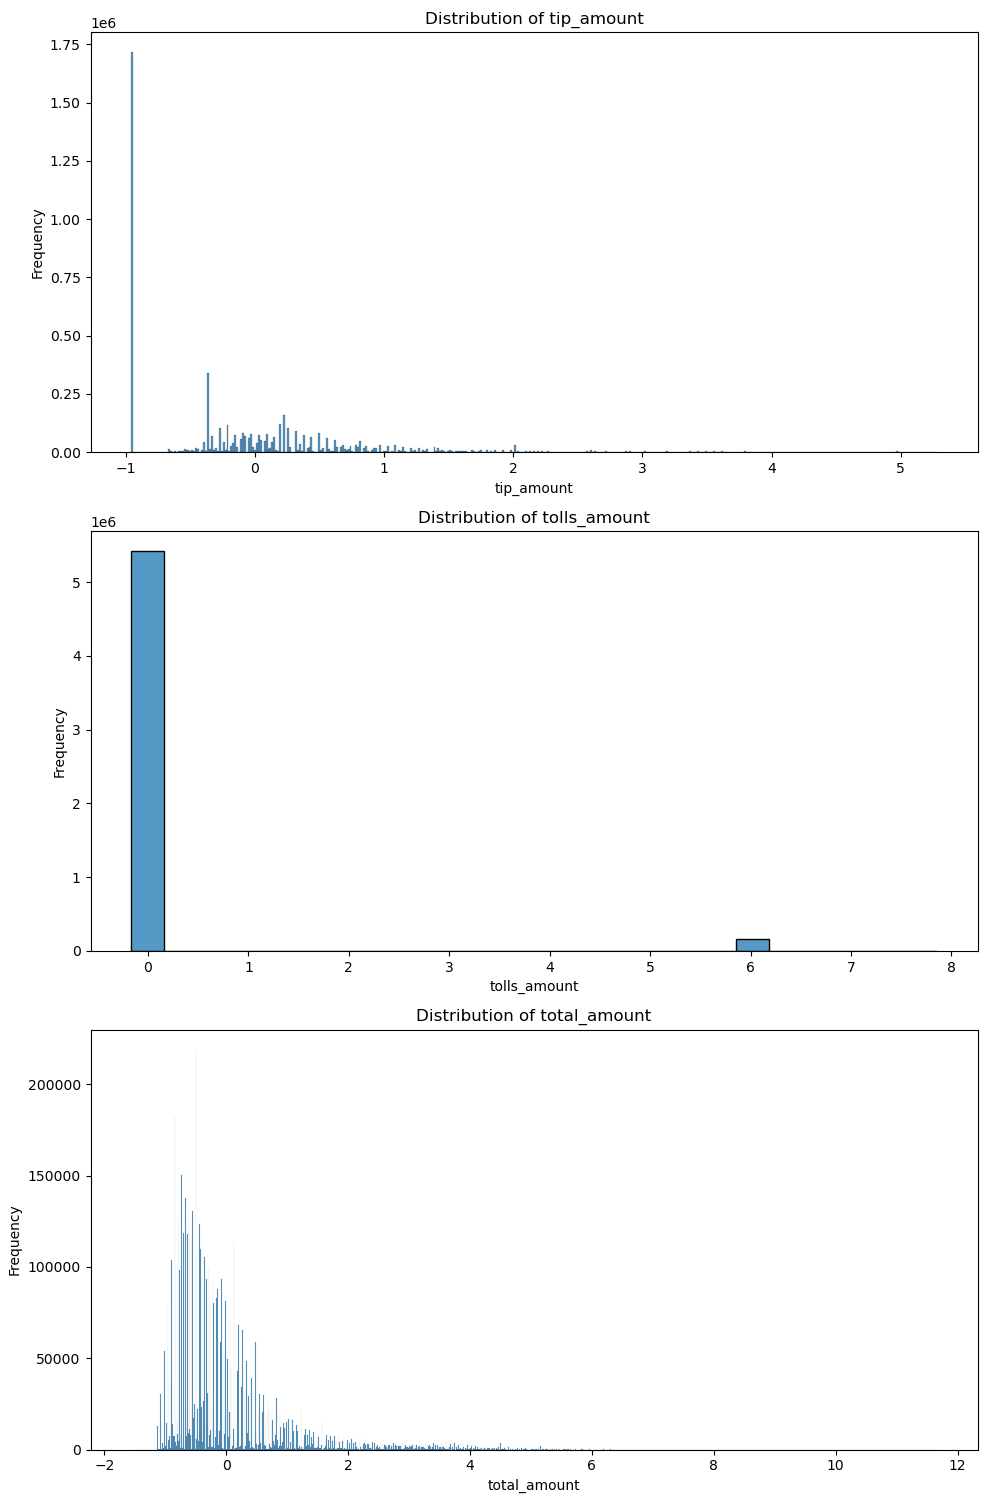 Distribution of tip_amount
1e6
1.75
1.50
1.25
1.00
0.75
0.50
0.25
0.00
Frequency
−1 0 1 2 3 4 5
tip_amount
Distribution of tolls_amount
1e6
5
4
3
2
1
0
Frequency
0 1 2 3 4 5 6 7 8
tolls_amount
Distribution of total_amount
200000
150000
100000
50000
0
Frequency
−2 0 2 4 6 8 10 12
total_amount